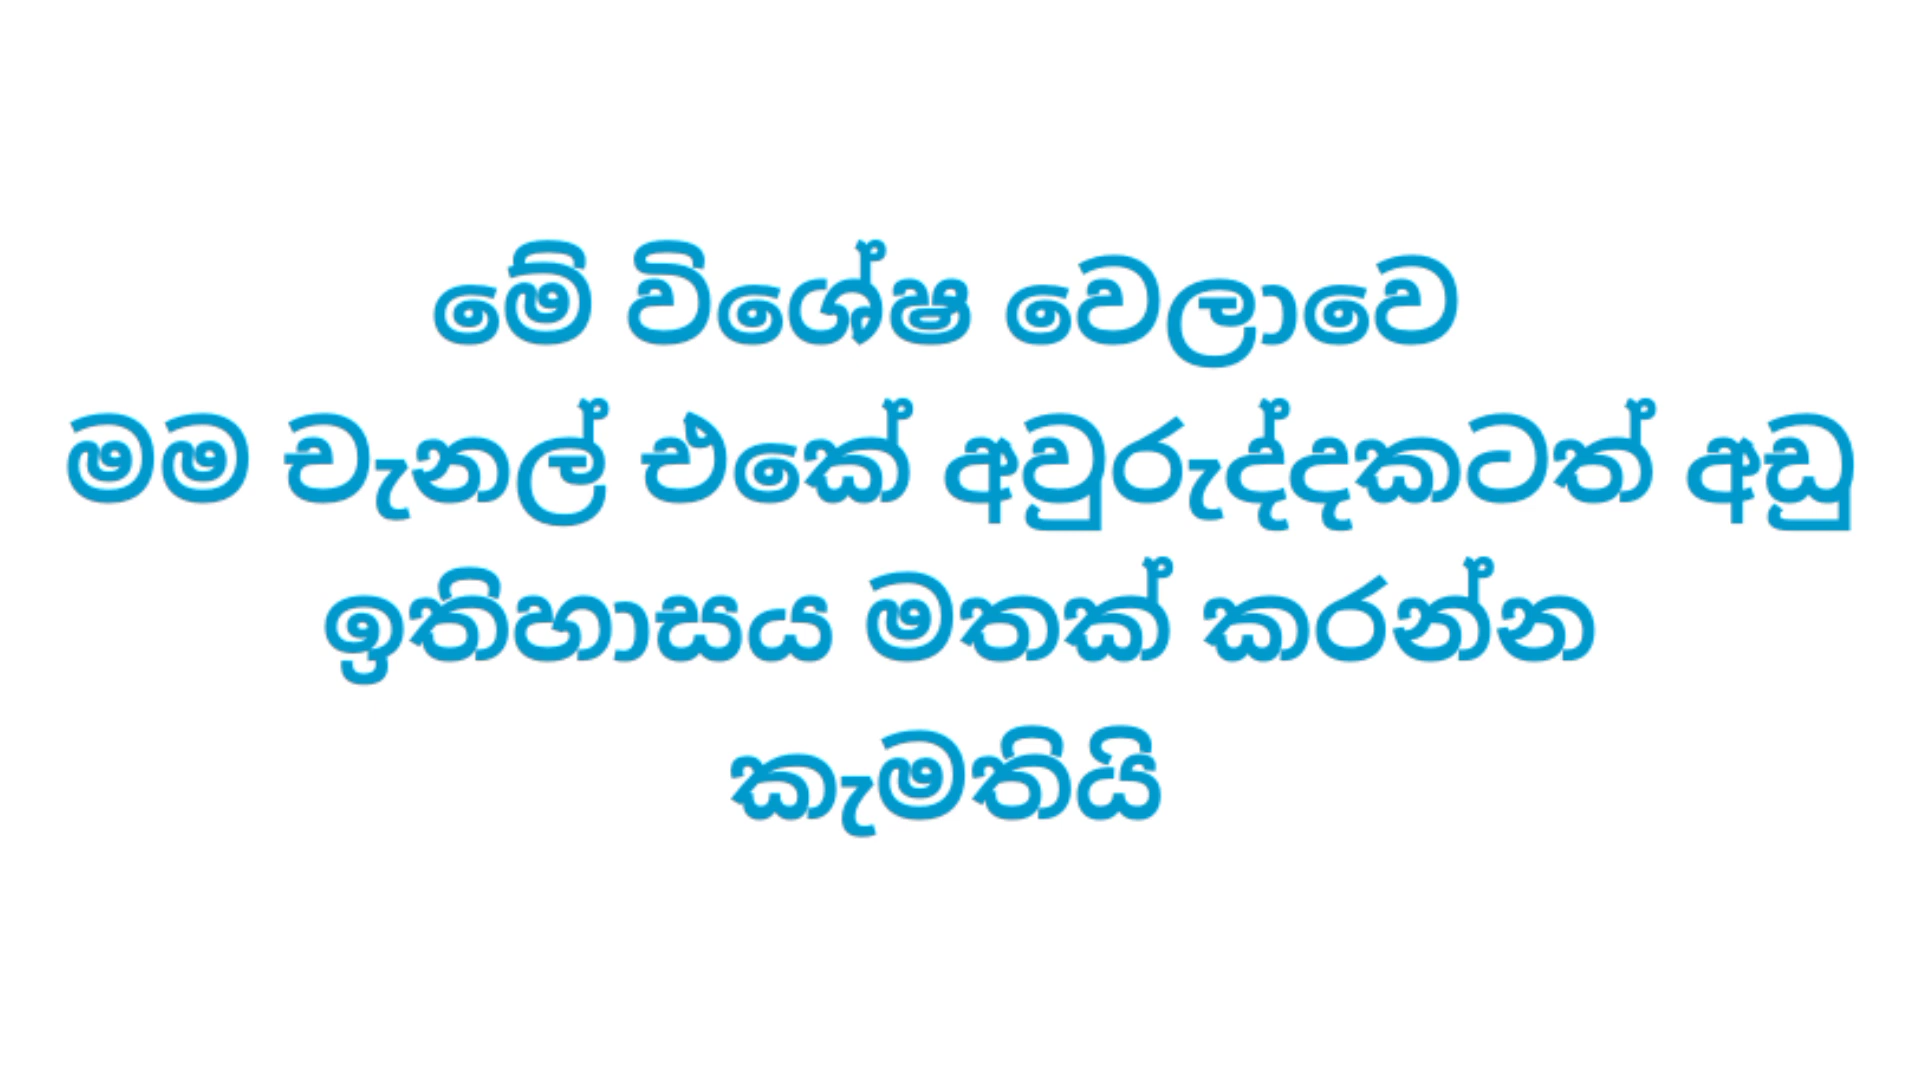 මේ විශේෂ වෙලාවෙ
මම චැනල් එකේ අවුරුද්දකටත් අඩු
ඉතිහාසය මතක් කරන්න
කැමතියි